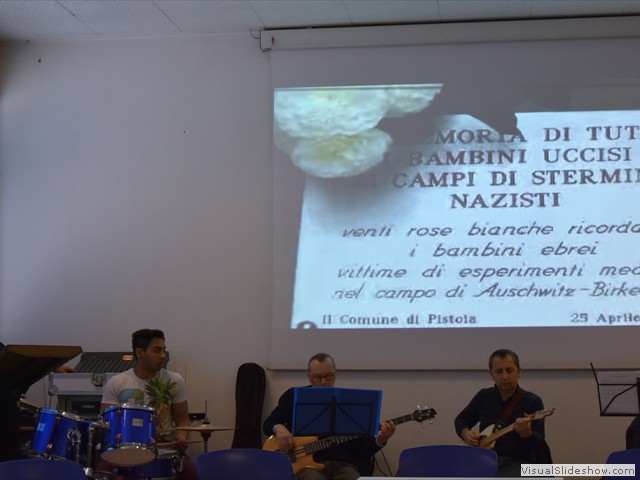 MORIA DI TUT
BAMBINI UCCISI
CAMPI DI STERMIN
NAZISTI
venti rose bianche ricorda
i bambini ebrei
vittime di esperimenti med
nel campo di Auschwitz-Birke
Il Comune di Pistoia 25 Aprile
www.VisualSlideshow.com